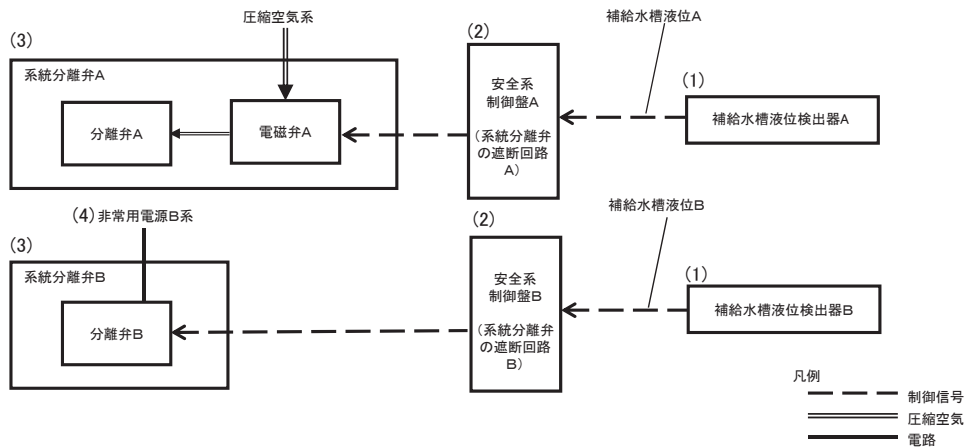 圧縮空気系
補給水槽液位A
(3)
(2)
系統分離弁A
安全系
制御盤A
(1)
分離弁A
電磁弁A
補給水槽液位検出器A
(系統分離弁
の遮断回路
A)
(4) 非常用電源B系
(2)
補給水槽液位B
(3)
系統分離弁B
安全系
制御盤B
(1)
分離弁B
補給水槽液位検出器B
(系統分離弁
の遮断回路
B)
凡例
制御信号
圧縮空気
電路